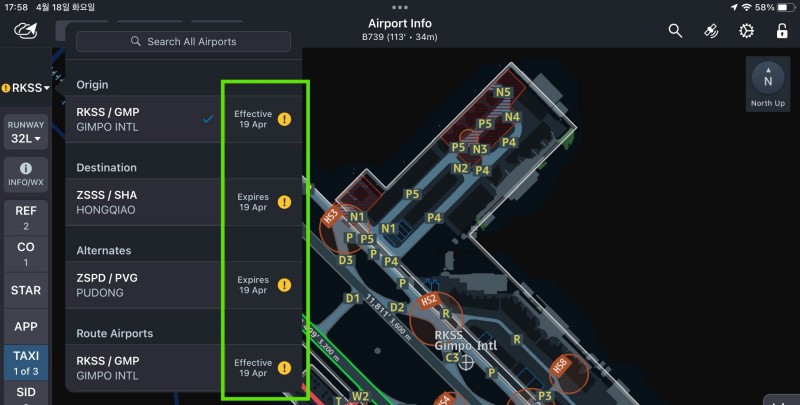 17:58 4월 18일 화요일
58%
Airport Info
B739 (113' • 34m)
Search All Airports
RKSS
RUNWAY
32L
INFO/WX
REF
2
CO
1
STAR
APP
TAXI
1 of 3
SID
Origin
RKSS / GMP
GIMPO INTL
Effective
19 Apr
Destination
ZSSS / SHA
HONGQIAO
Expires
19 Apr
Alternates
ZSPD / PVG
PUDONG
Expires
19 Apr
Route Airports
RKSS / GMP
GIMPO INTL
Effective
19 Apr
N
North Up
N5
N4
P5
P4
P5
N3
N2
P4
P5
HS3
N1
P4
N1
P
P5
P
P4
D3
P
D1
D2
HS2
11,811' 3,600 m
R
RKSS
Gimpo Intl
R
C3
P
HS8
3,200 m
T
W2
HS4
P3